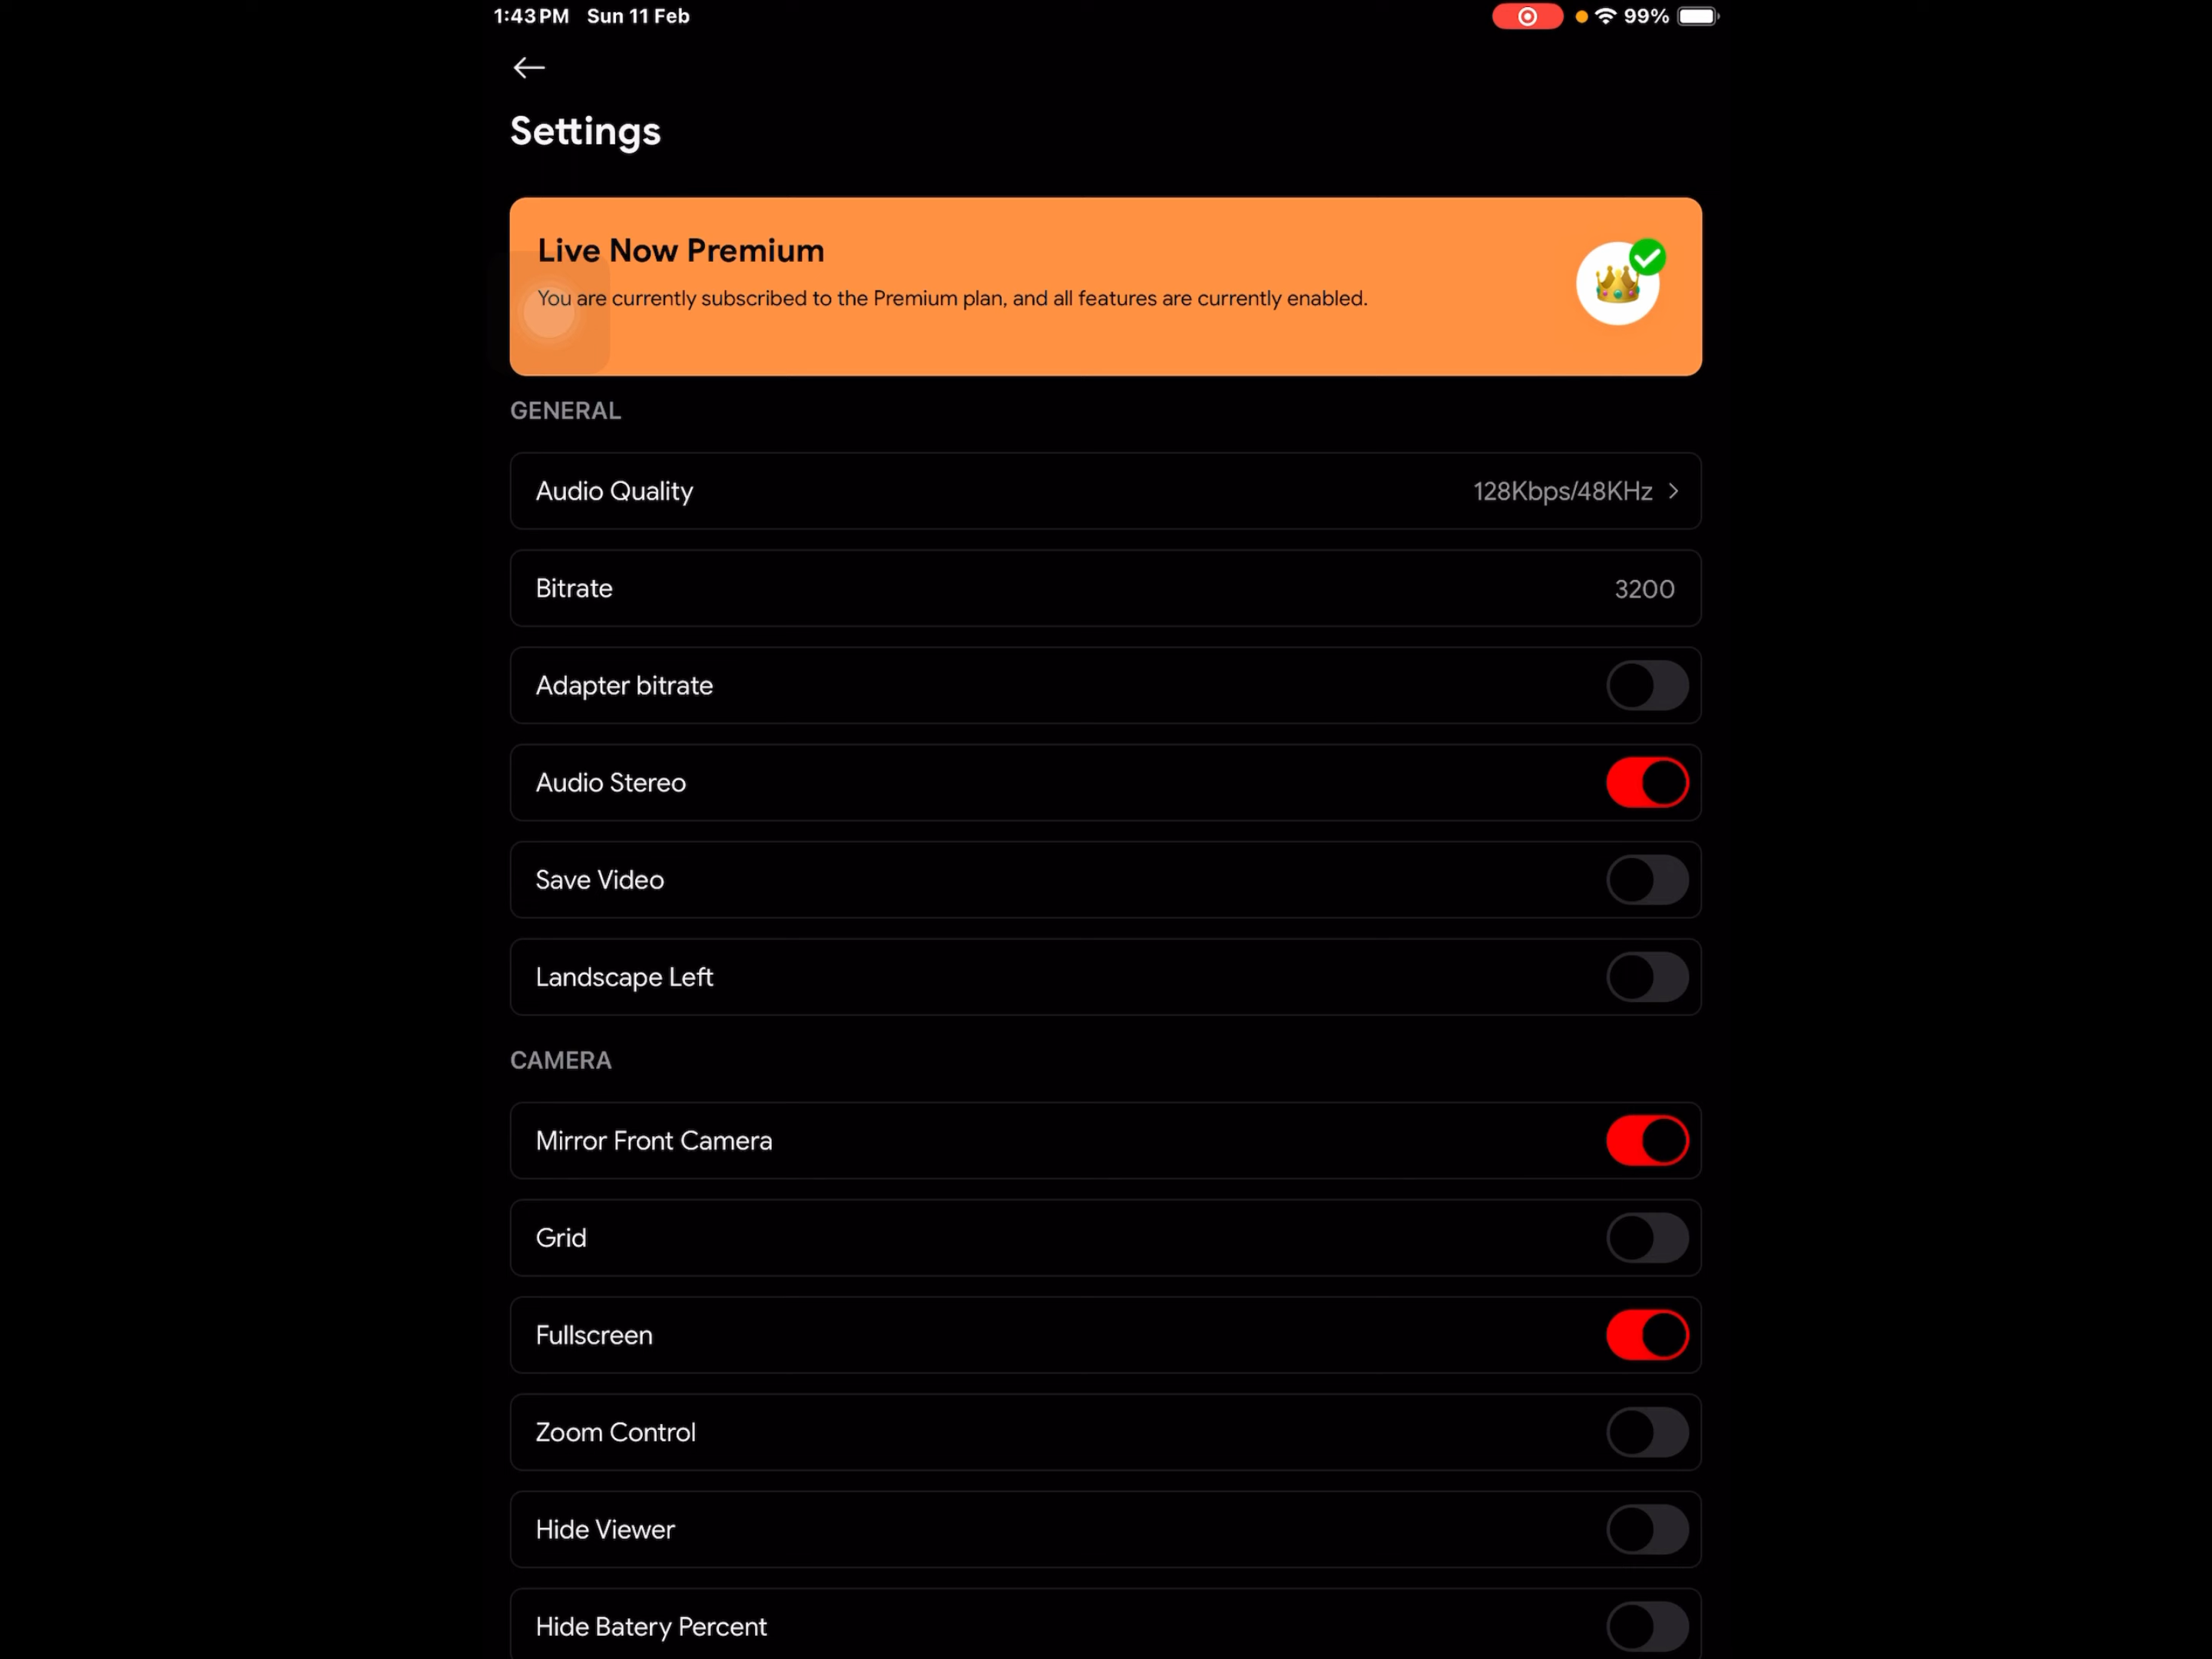 1:43 PM Sun 11 Feb 99%
Settings
Live Now Premium
You are currently subscribed to the Premium plan, and all features are currently enabled.
GENERAL
Audio Quality 128Kbps/48KHz
Bitrate 3200
Adapter bitrate
Audio Stereo
Save Video
Landscape Left
CAMERA
Mirror Front Camera
Grid
Fullscreen
Zoom Control
Hide Viewer
Hide Batery Percent